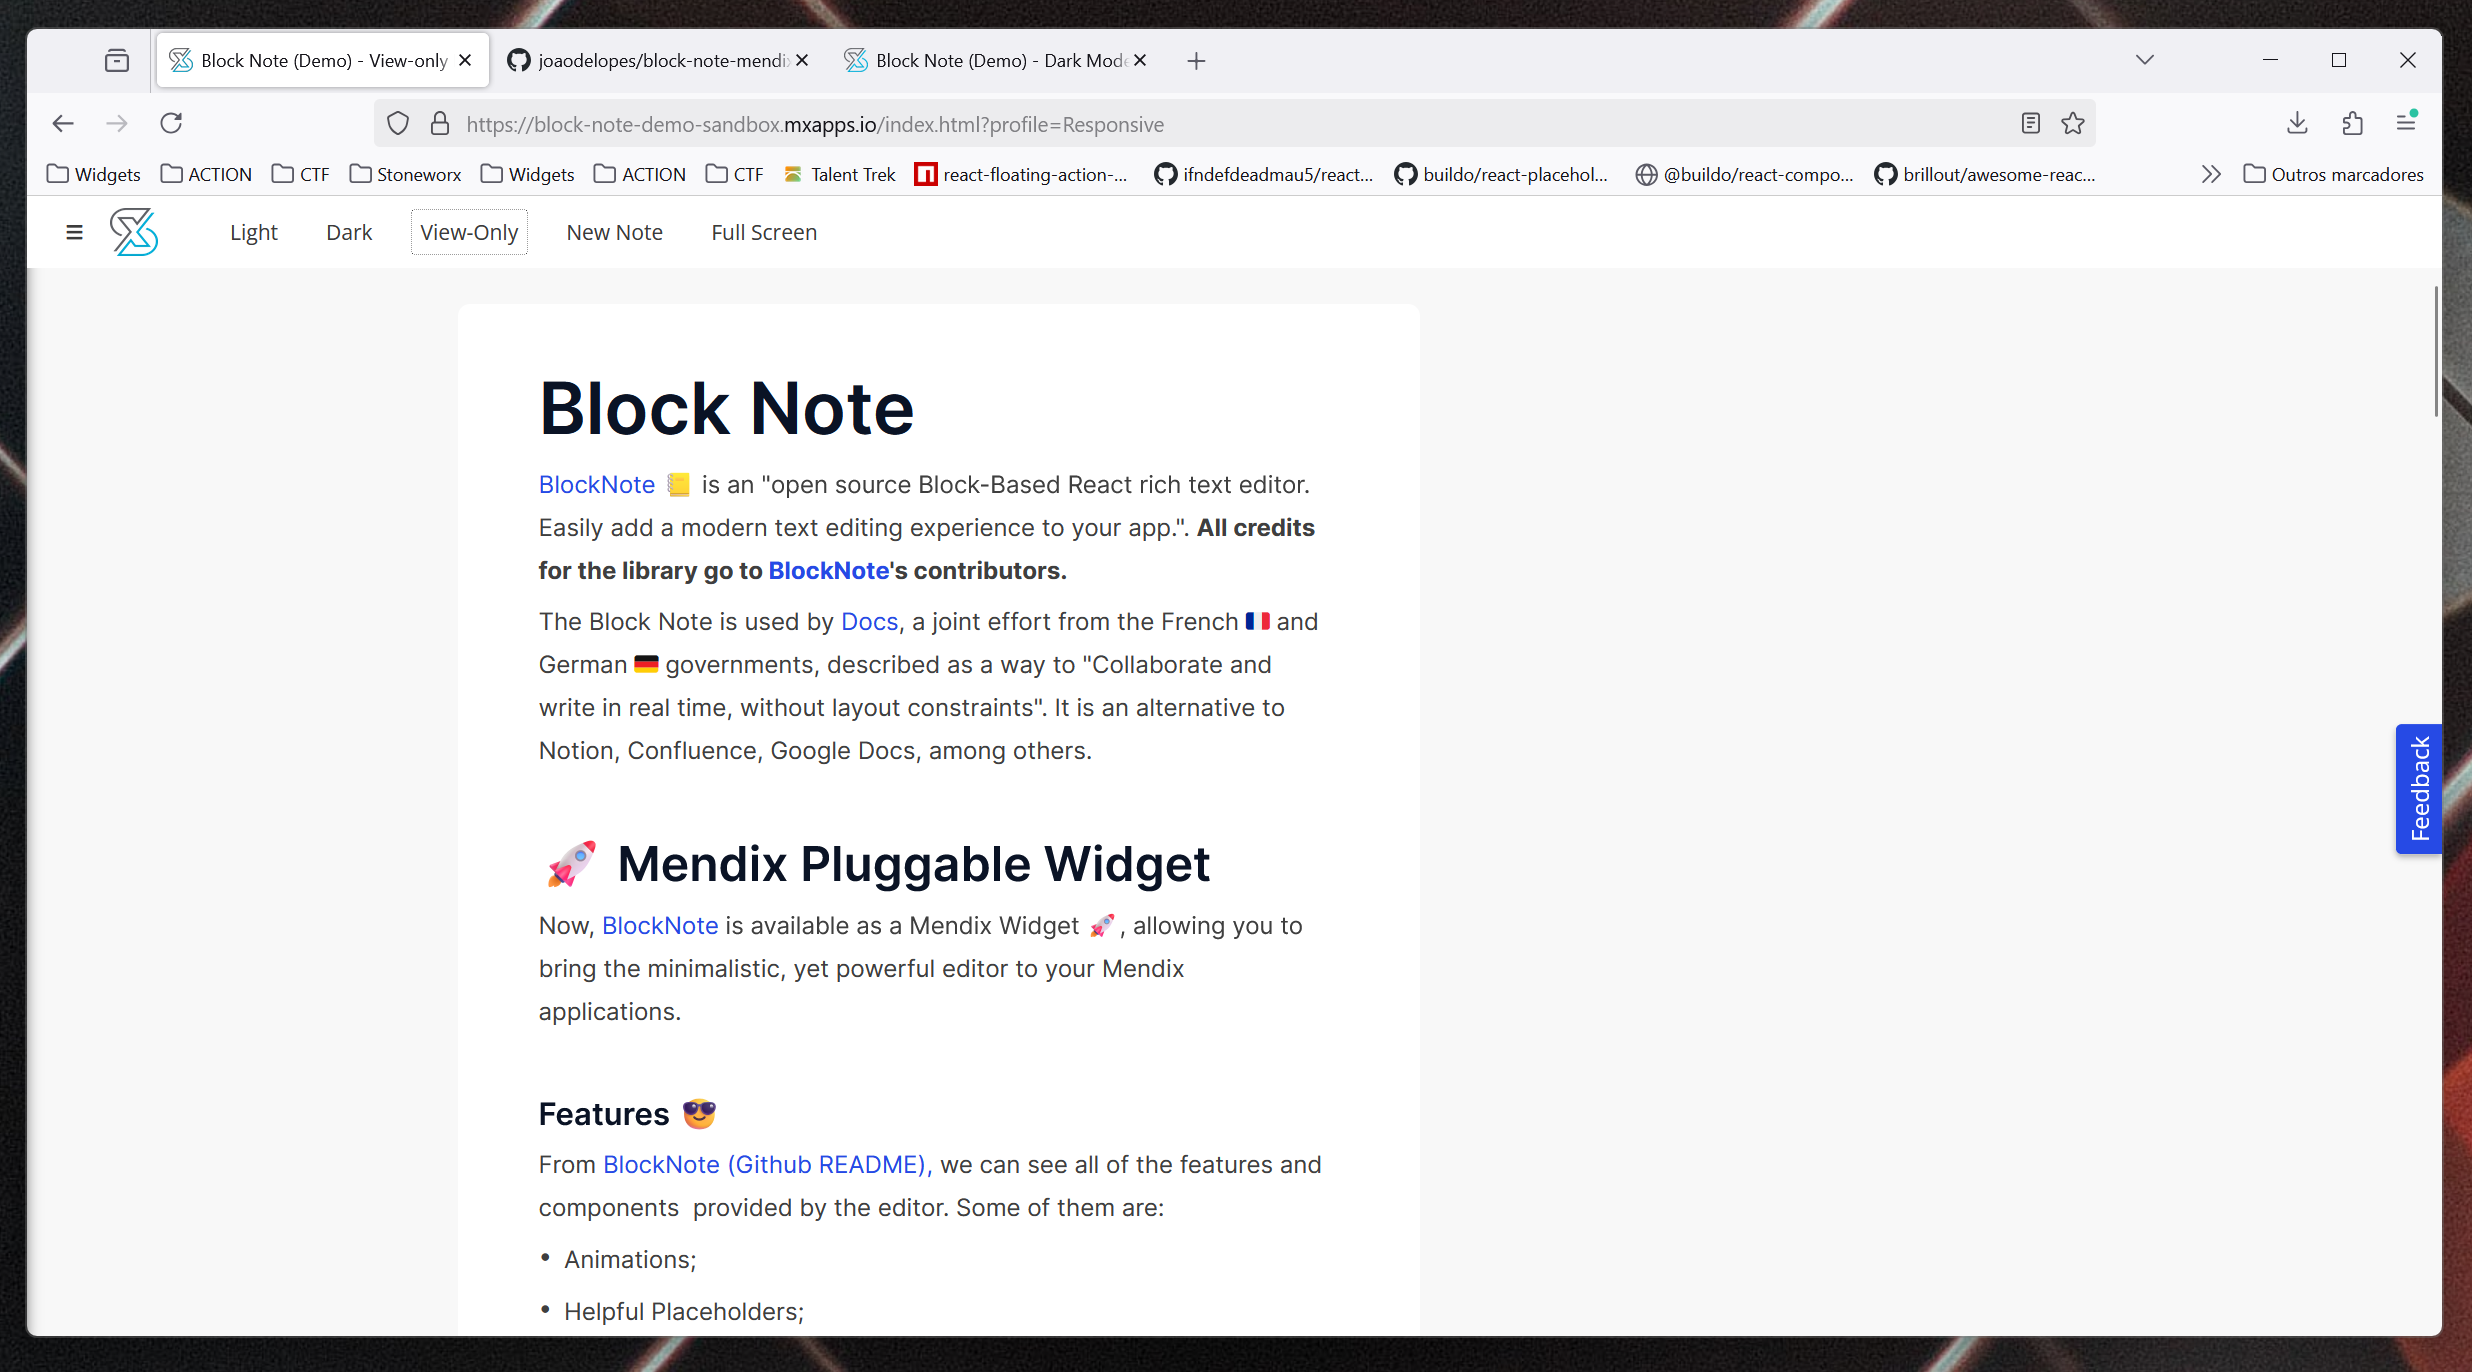 Block Note (Demo) - View-only
joaodelopes/block-note-mendi
Block Note (Demo) - Dark Mode
https://block-note-demo-sandbox.mxapps.io/index.html?profile=Responsive
Widgets ACTION CTF Stoneworx Widgets ACTION CTF Talent Trek react-floating-action-... ifndefdeadmau5/react... buildo/react-placehol... @buildo/react-compo... brillout/awesome-reac... Outros marcadores
Light Dark View-Only New Note Full Screen
Block Note
BlockNote 📒 is an "open source Block-Based React rich text editor.
Easily add a modern text editing experience to your app.". All credits
for the library go to BlockNote's contributors.
The Block Note is used by Docs, a joint effort from the French 🇫🇷 and
German 🇩🇪 governments, described as a way to "Collaborate and
write in real time, without layout constraints". It is an alternative to
Notion, Confluence, Google Docs, among others.
Feedback
🚀 Mendix Pluggable Widget
Now, BlockNote is available as a Mendix Widget 🚀, allowing you to
bring the minimalistic, yet powerful editor to your Mendix
applications.
Features 😎
From BlockNote (Github README), we can see all of the features and
components  provided by the editor. Some of them are:
• Animations;
• Helpful Placeholders;